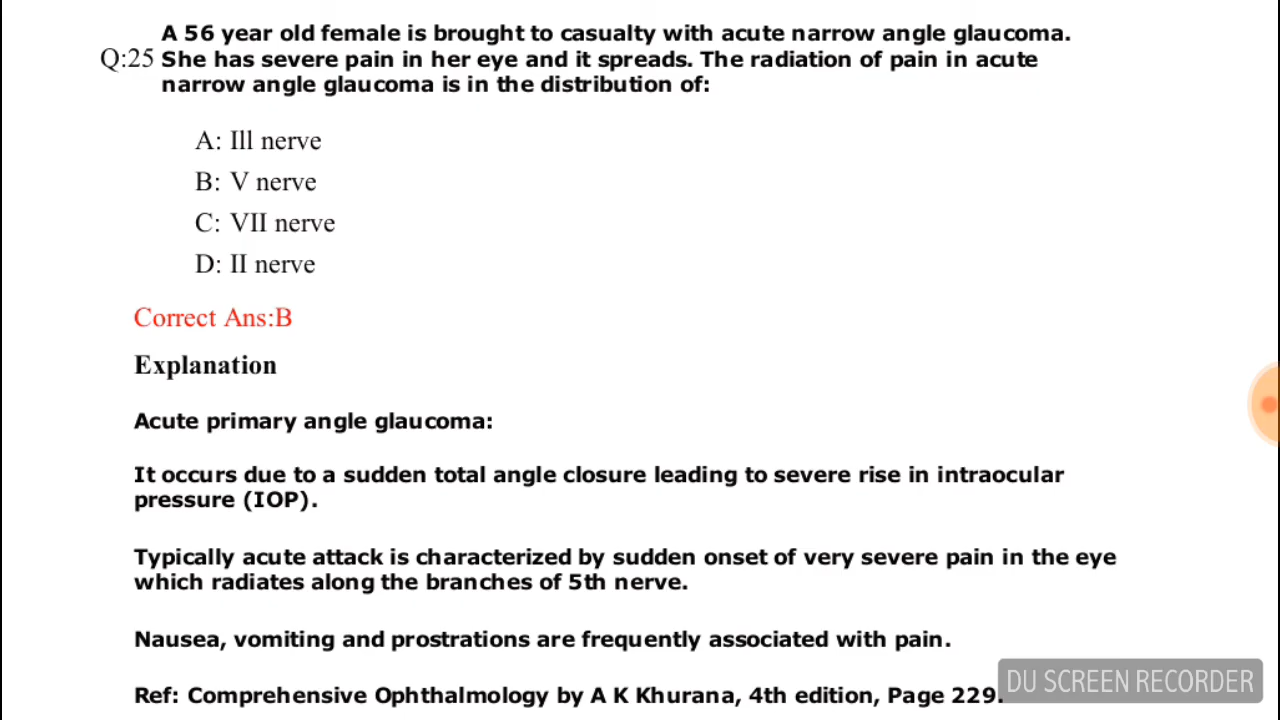 A 56 year old female is brought to casualty with acute narrow angle glaucoma.
Q:25 She has severe pain in her eye and it spreads. The radiation of pain in acute
narrow angle glaucoma is in the distribution of:
A: Ill nerve
B: V nerve
C: VII nerve
D: II nerve
Correct Ans:B
Explanation
Acute primary angle glaucoma:
It occurs due to a sudden total angle closure leading to severe rise in intraocular
pressure (IOP).
Typically acute attack is characterized by sudden onset of very severe pain in the eye
which radiates along the branches of 5th nerve.
Nausea, vomiting and prostrations are frequently associated with pain.
Ref: Comprehensive Ophthalmology by A K Khurana, 4th edition, Page 229.
DU SCREEN RECORDER